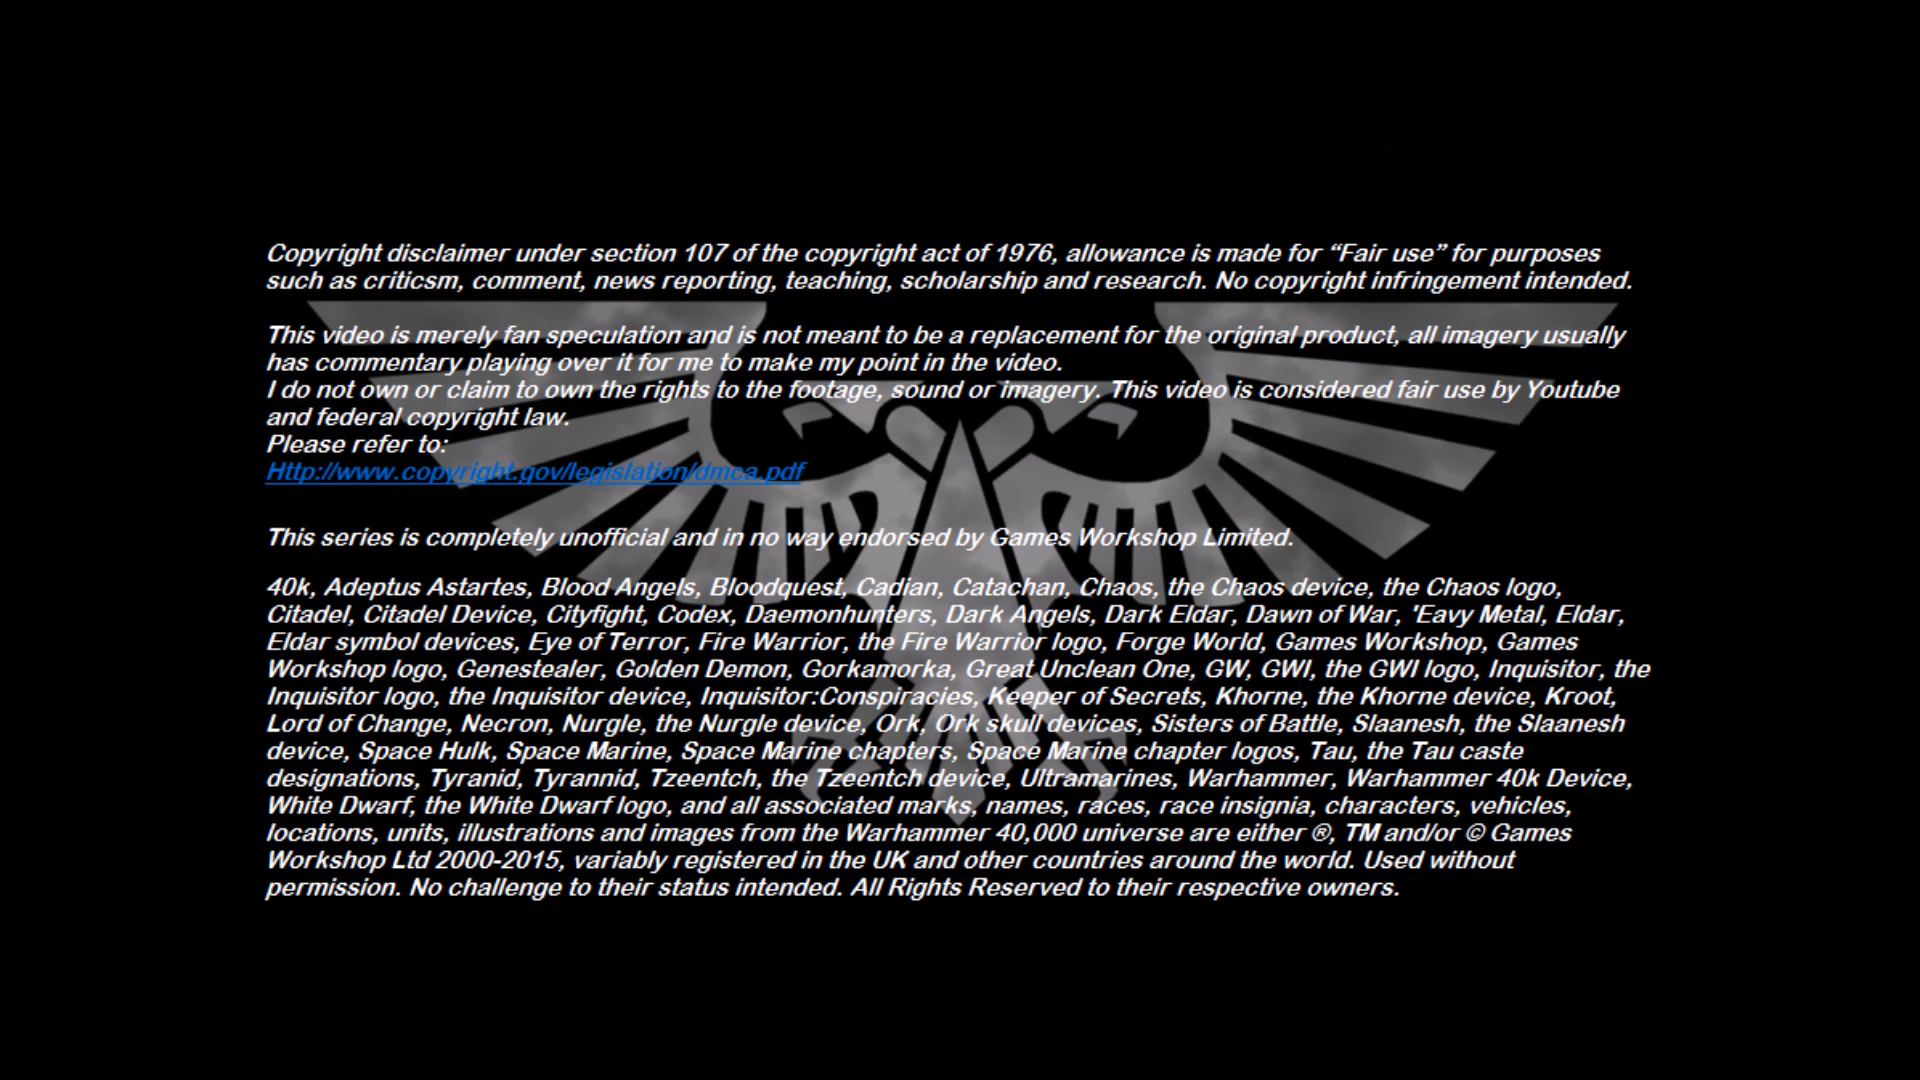 Copyright disclaimer under section 107 of the copyright act of 1976, allowance is made for “Fair use” for purposes
such as criticsm, comment, news reporting, teaching, scholarship and research. No copyright infringement intended.
This video is merely fan speculation and is not meant to be a replacement for the original product, all imagery usually
has commentary playing over it for me to make my point in the video.
I do not own or claim to own the rights to the footage, sound or imagery. This video is considered fair use by Youtube
and federal copyright law.
Please refer to:
Http://www.copyright.gov/legislation/dmca.pdf
This series is completely unofficial and in no way endorsed by Games Workshop Limited.
40k, Adeptus Astartes, Blood Angels, Bloodquest, Cadian, Catachan, Chaos, the Chaos device, the Chaos logo,
Citadel, Citadel Device, Cityfight, Codex, Daemonhunters, Dark Angels, Dark Eldar, Dawn of War, 'Eavy Metal, Eldar,
Eldar symbol devices, Eye of Terror, Fire Warrior, the Fire Warrior logo, Forge World, Games Workshop, Games
Workshop logo, Genestealer, Golden Demon, Gorkamorka, Great Unclean One, GW, GWI, the GWI logo, Inquisitor, the
Inquisitor logo, the Inquisitor device, Inquisitor:Conspiracies, Keeper of Secrets, Khorne, the Khorne device, Kroot,
Lord of Change, Necron, Nurgle, the Nurgle device, Ork, Ork skull devices, Sisters of Battle, Slaanesh, the Slaanesh
device, Space Hulk, Space Marine, Space Marine chapters, Space Marine chapter logos, Tau, the Tau caste
designations, Tyranid, Tyrannid, Tzeentch, the Tzeentch device, Ultramarines, Warhammer, Warhammer 40k Device,
White Dwarf, the White Dwarf logo, and all associated marks, names, races, race insignia, characters, vehicles,
locations, units, illustrations and images from the Warhammer 40,000 universe are either ®, TM and/or © Games
Workshop Ltd 2000-2015, variably registered in the UK and other countries around the world. Used without
permission. No challenge to their status intended. All Rights Reserved to their respective owners.